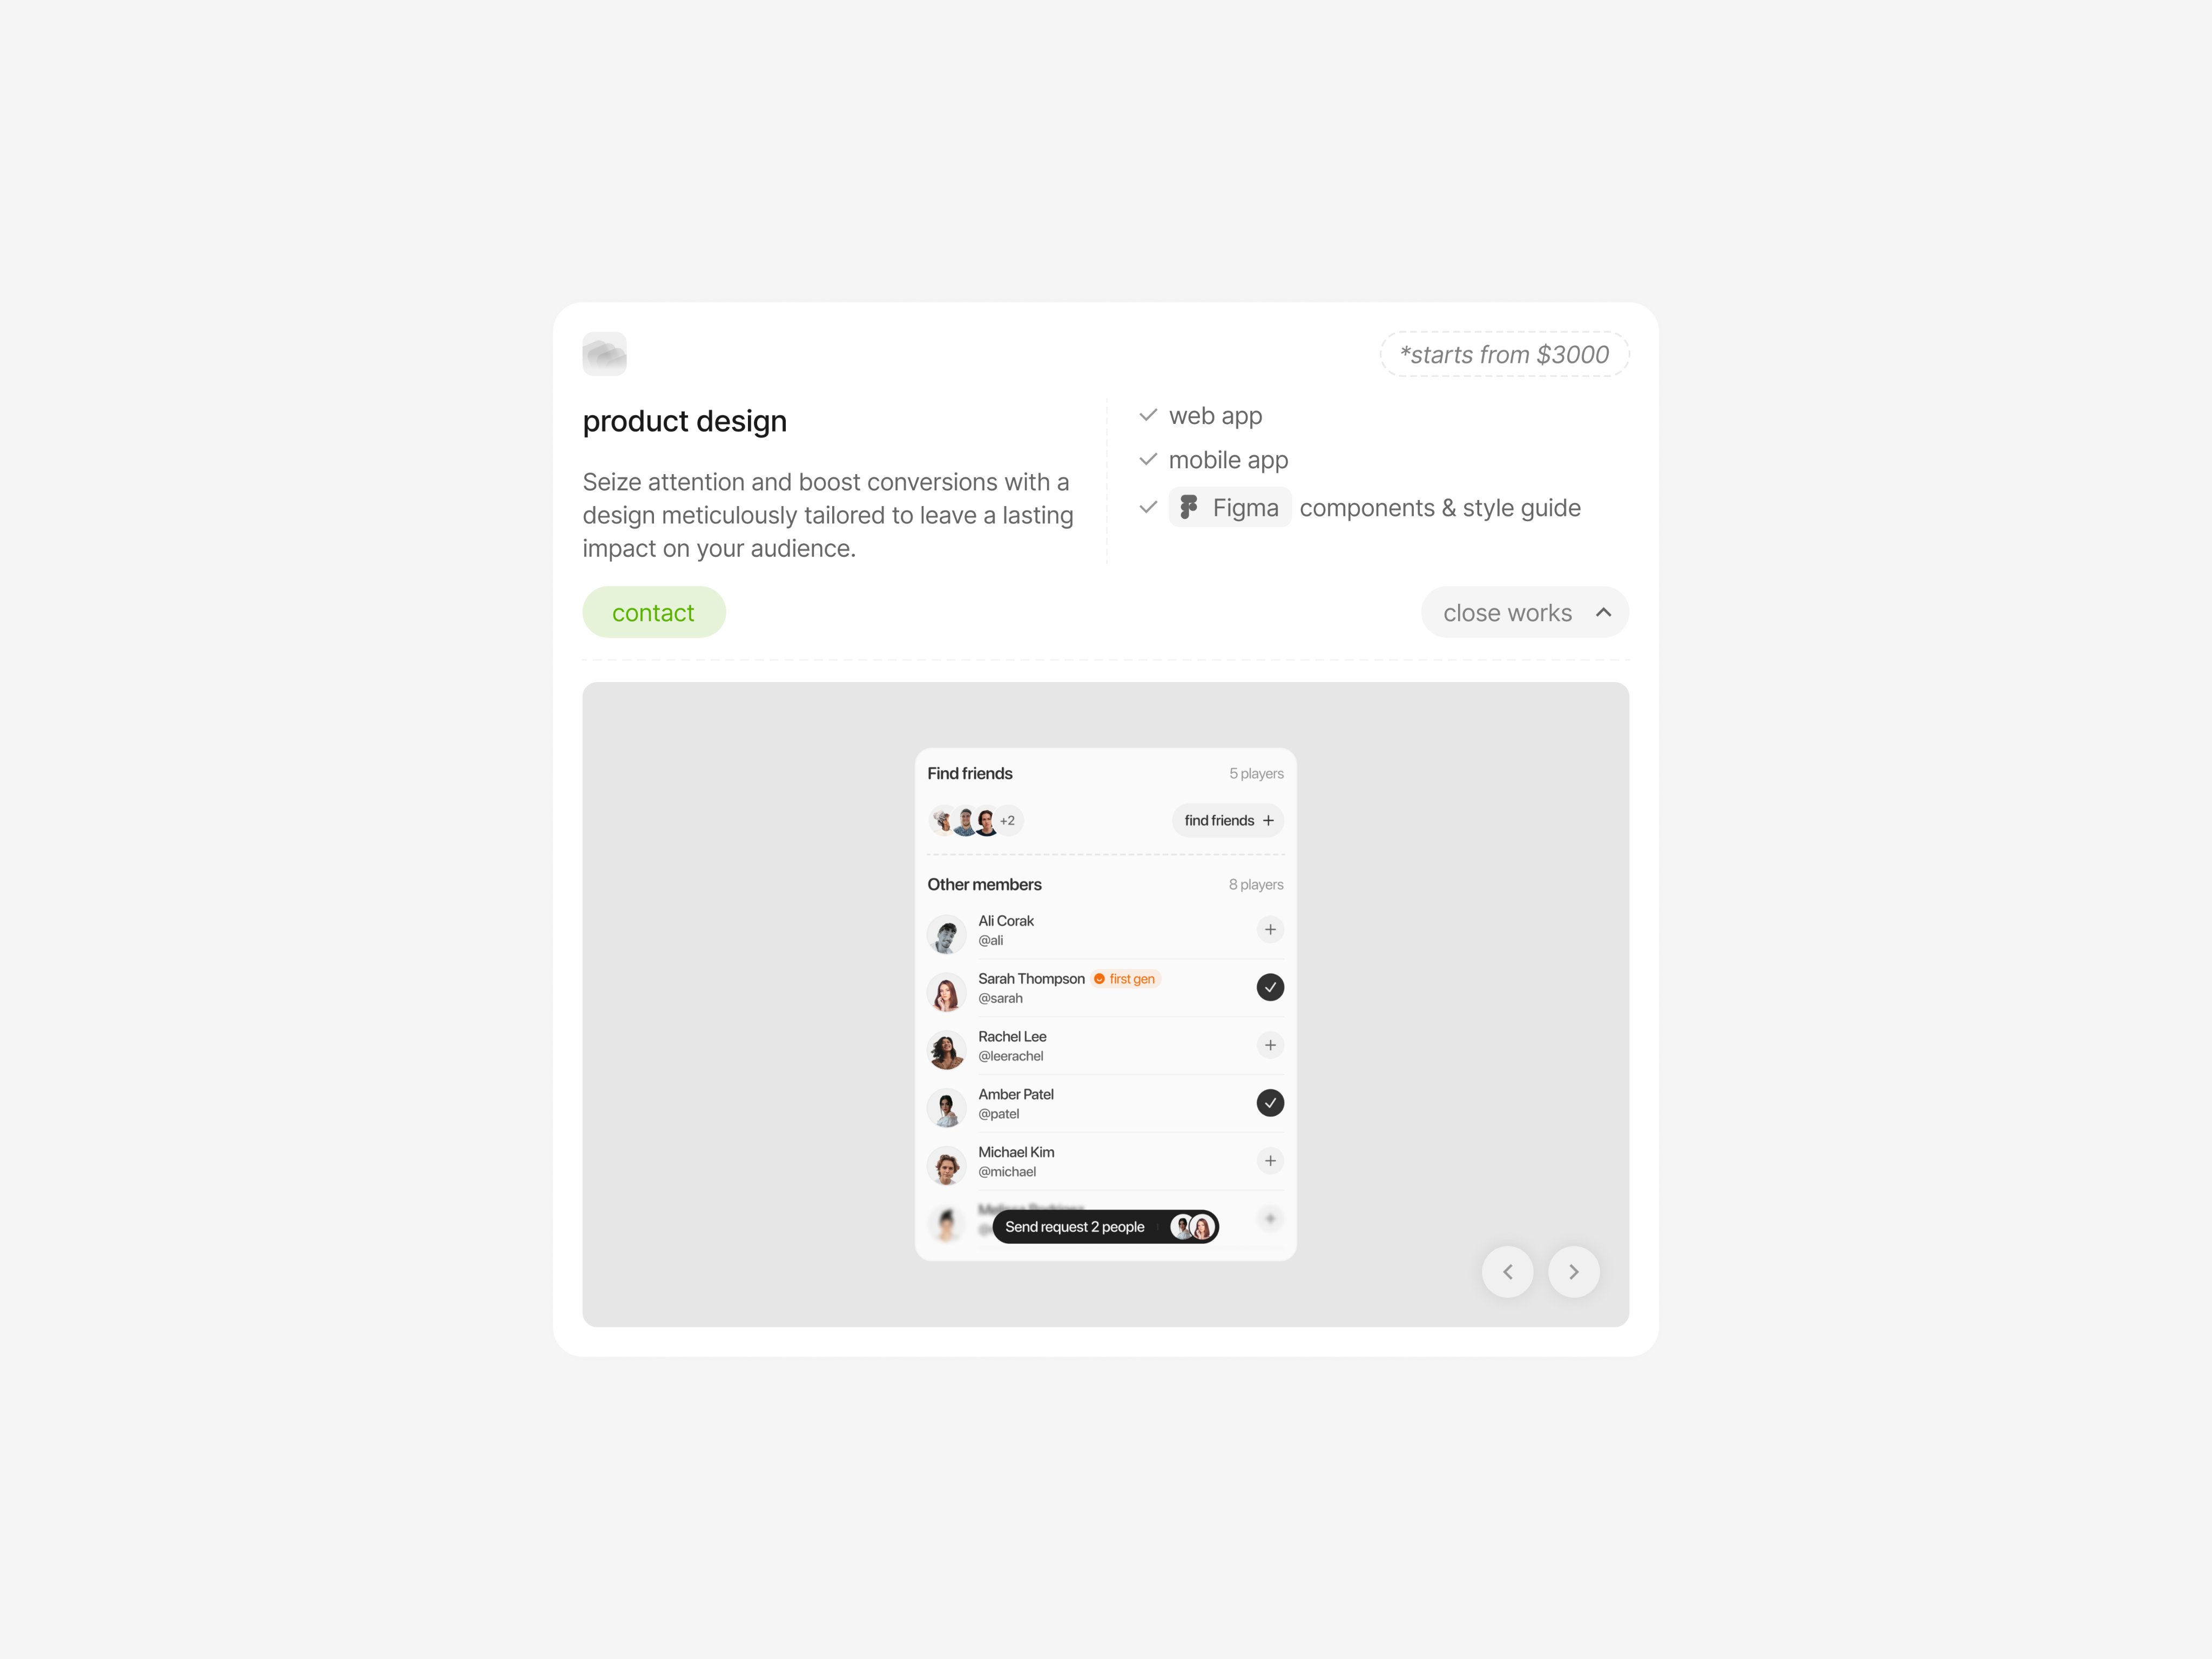 *starts from $3000
product design
Seize attention and boost conversions with a
design meticulously tailored to leave a lasting
impact on your audience.
web app
mobile app
Figma components & style guide
contact
close works
Find friends
5 players
+2
find friends
Other members
8 players
Ali Corak
@ali
Sarah Thompson
first gen
@sarah
Rachel Lee
@leerachel
Amber Patel
@patel
Michael Kim
@michael
Send request 2 people